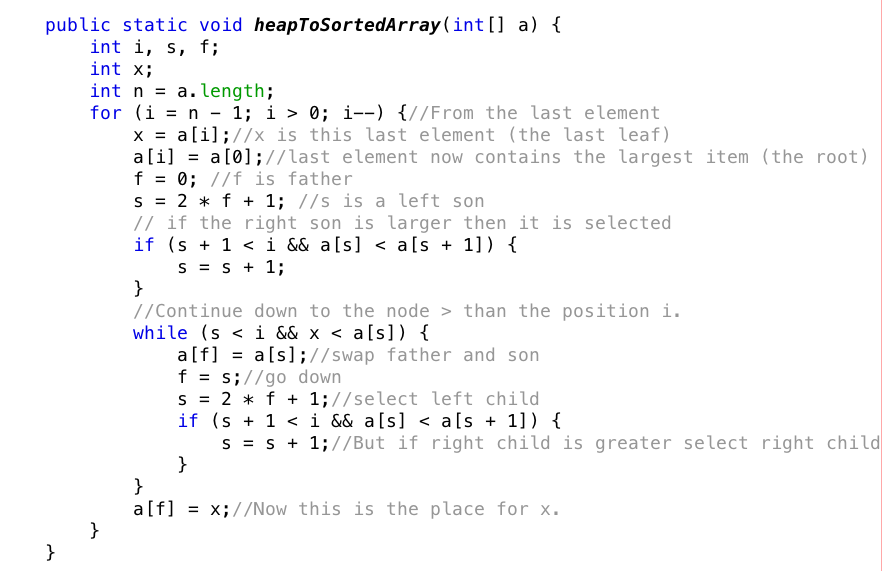 public static void heapToSortedArray(int[] a) {
    int i, s, f;
    int x;
    int n = a.length;
    for (i = n - 1; i > 0; i--) {//From the last element
        x = a[i];//x is this last element (the last leaf)
        a[i] = a[0];//last element now contains the largest item (the root)
        f = 0; //f is father
        s = 2 * f + 1; //s is a left son
        // if the right son is larger then it is selected
        if (s + 1 < i && a[s] < a[s + 1]) {
            s = s + 1;
        }
        //Continue down to the node > than the position i.
        while (s < i && x < a[s]) {
            a[f] = a[s];//swap father and son
            f = s;//go down
            s = 2 * f + 1;//select left child
            if (s + 1 < i && a[s] < a[s + 1]) {
                s = s + 1;//But if right child is greater select right child
            }
        }
        a[f] = x;//Now this is the place for x.
    }
}